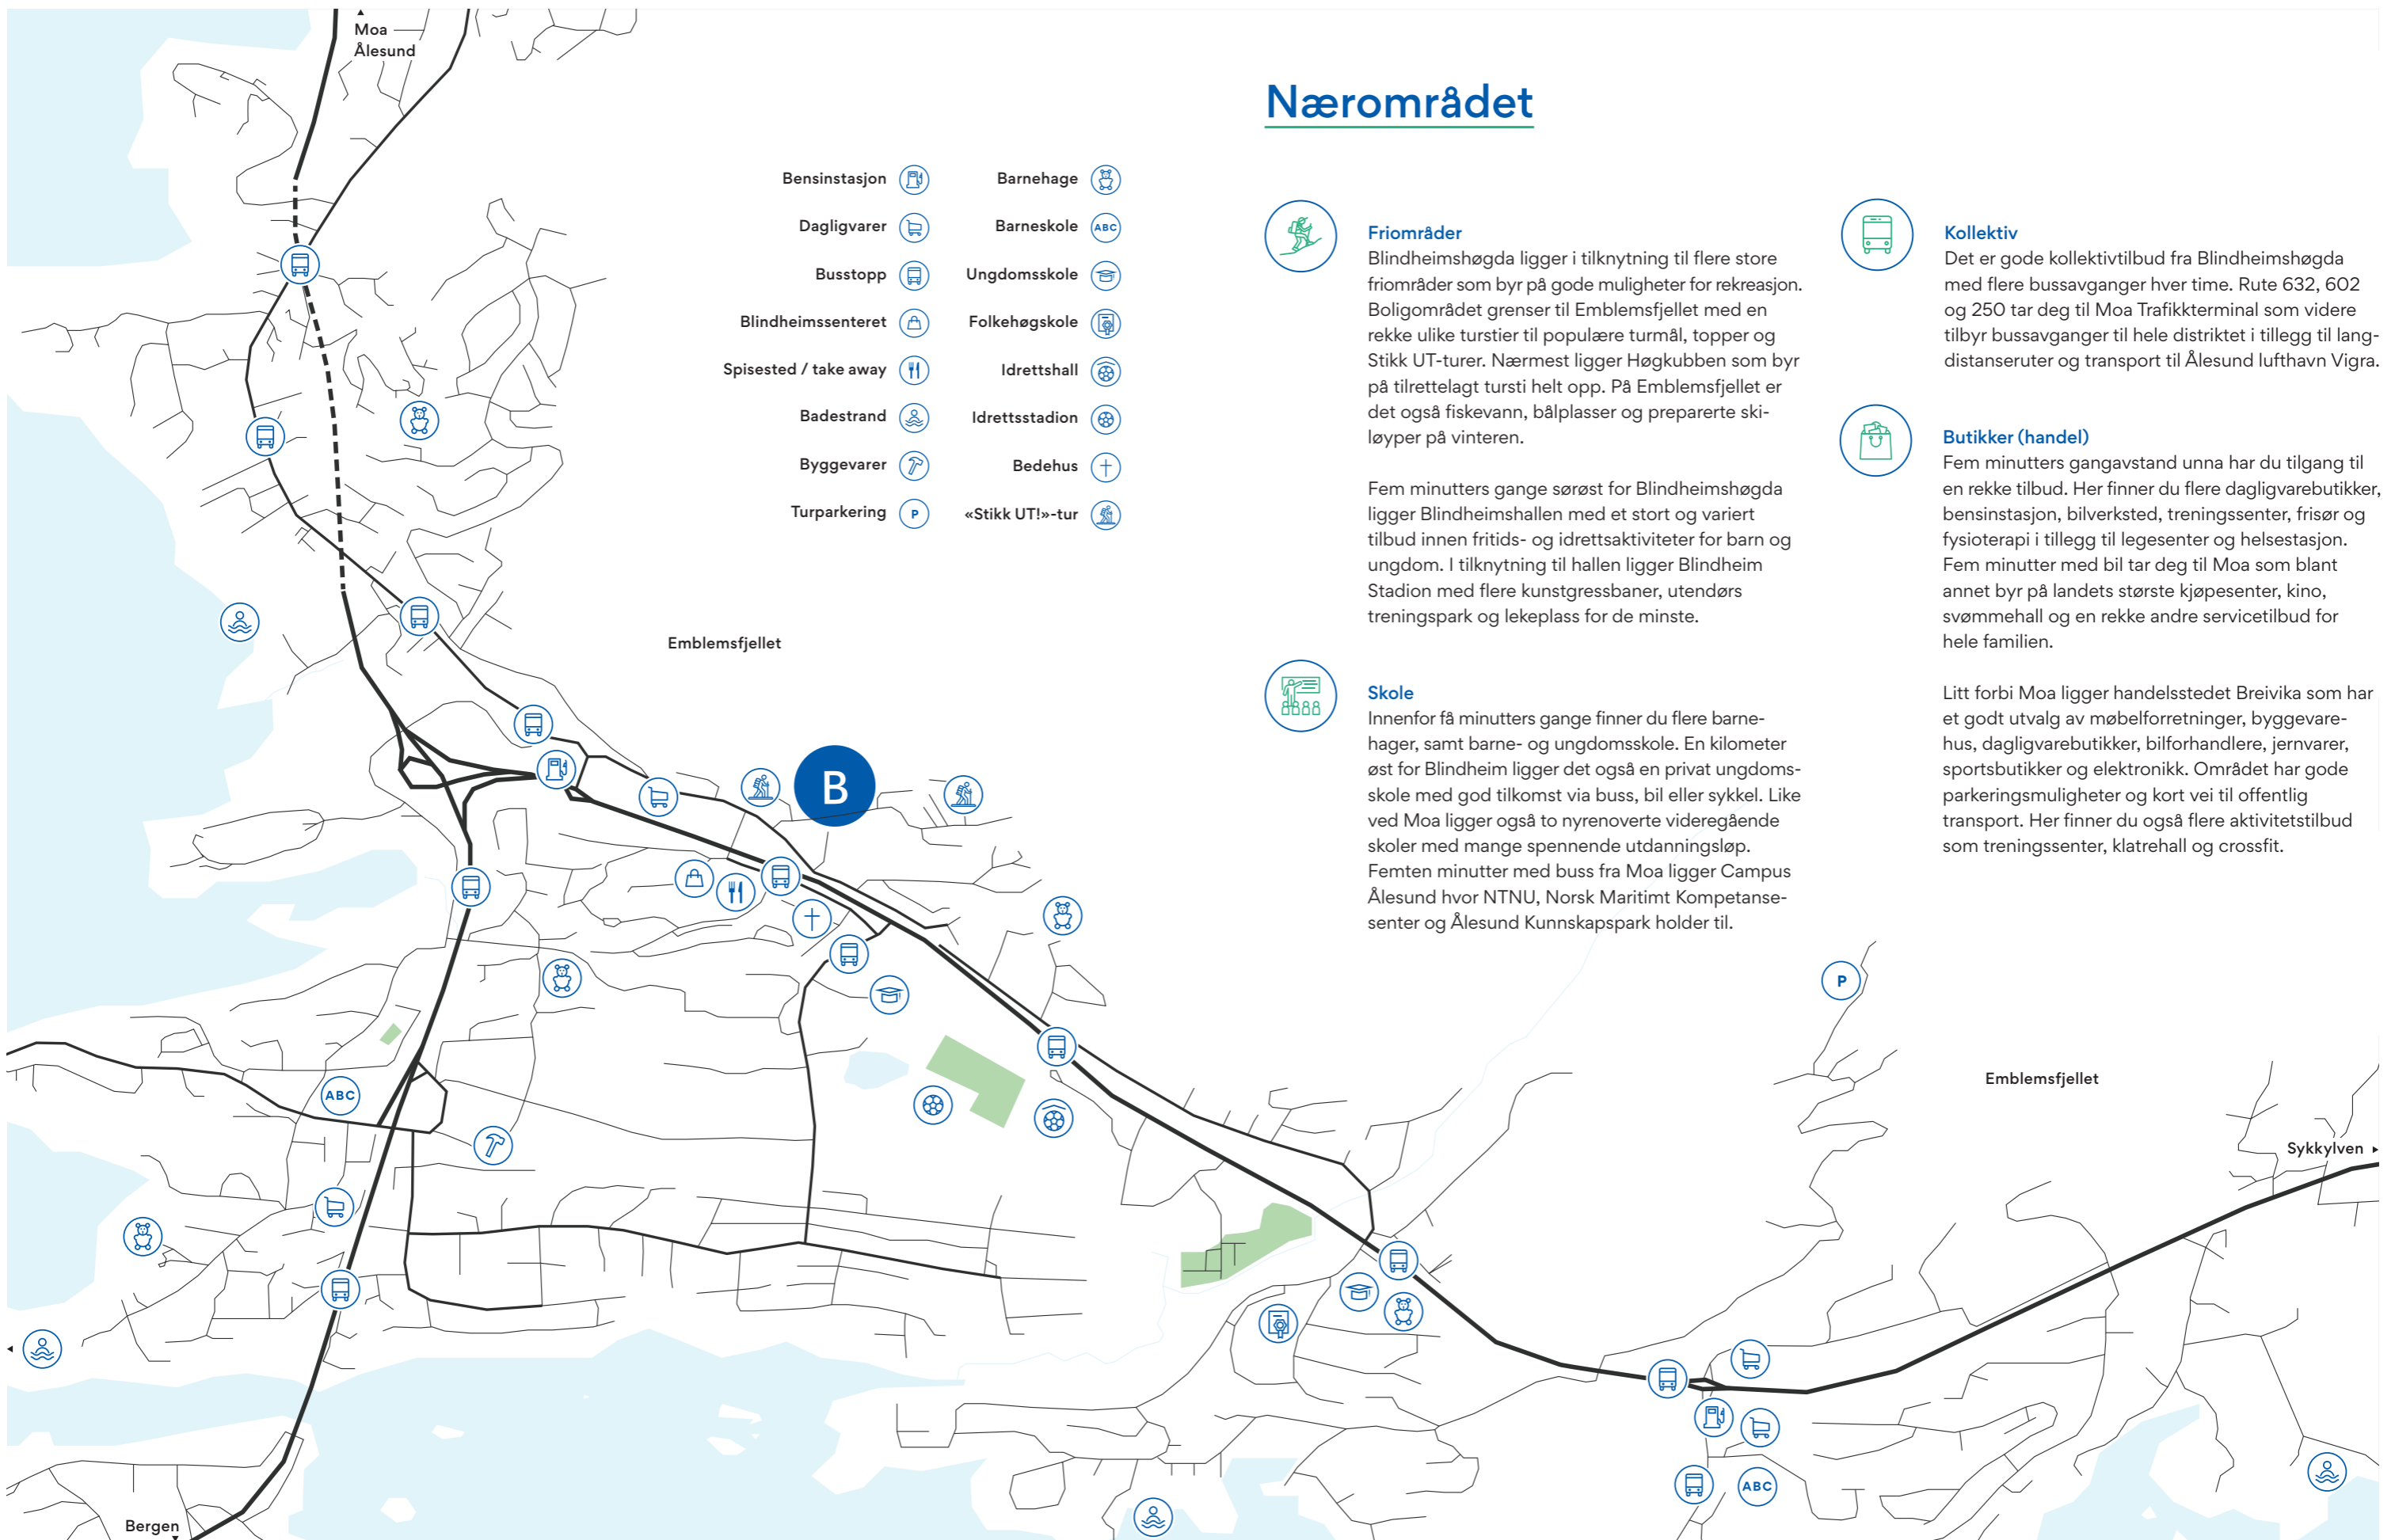 Moa
Ålesund
Nærområdet
Bensinstasjon
Dagligvarer
Busstopp
Blindheimssenteret
Spisested / take away
Badestrand
Byggevarer
Turparkering
P
Barnehage
Barneskole
ABC
Ungdomsskole
Folkehøgskole
Idrettshall
Idrettsstadion
Bedehus
«Stikk UT!»-tur
Friområder
Blindheimshøgda ligger i tilknytning til flere store
friområder som byr på gode muligheter for rekreasjon.
Boligområdet grenser til Emblemsfjellet med en
rekke ulike turstier til populære turmål, topper og
Stikk UT-turer. Nærmest ligger Høgkubben som byr
på tilrettelagt tursti helt opp. På Emblemsfjellet er
det også fiskevann, bålplasser og preparerte ski-
løyper på vinteren.
Fem minutters gange sørøst for Blindheimshøgda
ligger Blindheimshallen med et stort og variert
tilbud innen fritids- og idrettsaktiviteter for barn og
ungdom. I tilknytning til hallen ligger Blindheim
Stadion med flere kunstgressbaner, utendørs
treningspark og lekeplass for de minste.
Skole
Innenfor få minutters gange finner du flere barne-
hager, samt barne- og ungdomsskole. En kilometer
øst for Blindheim ligger det også en privat ungdoms-
skole med god tilkomst via buss, bil eller sykkel. Like
ved Moa ligger også to nyrenoverte videregående
skoler med mange spennende utdanningsløp.
Femten minutter med buss fra Moa ligger Campus
Ålesund hvor NTNU, Norsk Maritimt Kompetanse-
senter og Ålesund Kunnskapspark holder til.
Kollektiv
Det er gode kollektivtilbud fra Blindheimshøgda
med flere bussavganger hver time. Rute 632, 602
og 250 tar deg til Moa Trafikkterminal som videre
tilbyr bussavganger til hele distriktet i tillegg til lang-
distanseruter og transport til Ålesund lufthavn Vigra.
Butikker (handel)
Fem minutters gangavstand unna har du tilgang til
en rekke tilbud. Her finner du flere dagligvarebutikker,
bensinstasjon, bilverksted, treningssenter, frisør og
fysioterapi i tillegg til legesenter og helsestasjon.
Fem minutter med bil tar deg til Moa som blant
annet byr på landets største kjøpesenter, kino,
svømmehall og en rekke andre servicetilbud for
hele familien.
Litt forbi Moa ligger handelsstedet Breivika som har
et godt utvalg av møbelforretninger, byggevare-
hus, dagligvarebutikker, bilforhandlere, jernvarer,
sportsbutikker og elektronikk. Området har gode
parkeringsmuligheter og kort vei til offentlig
transport. Her finner du også flere aktivitetstilbud
som treningssenter, klatrehall og crossfit.
Emblemsfjellet
B
P
Emblemsfjellet
ABC
Sykkylven
ABC
Bergen